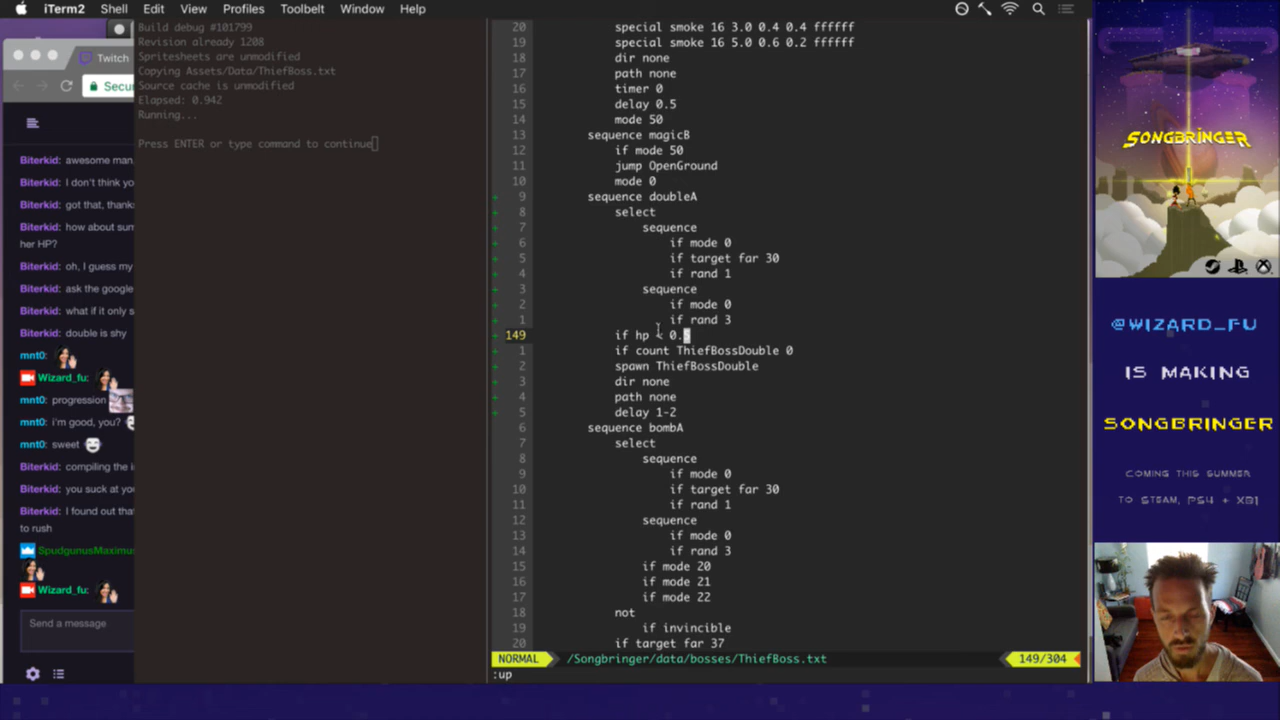 iTerm2 Shell Edit View Profiles Toolbelt Window Help
Twitch
Secu
Biterkid: awesome man,
Biterkid: I don't think yo
Biterkid: got that, thank
Biterkid: how about sum
her HP?
Biterkid: oh, I guess my
Biterkid: ask the google
Biterkid: what if it only s
Biterkid: double is shy
mnt0:
Wizard_fu:
mnt0: progression
mnt0: i'm good, you?
mnt0: sweet
Biterkid: compiling the i
Biterkid: you suck at yo
Biterkid: I found out tha
to rush
SpudgunusMaximu
Wizard_fu:
Send a message
Build debug #101799
Revision already 1208
Spritesheets are unmodified
Copying Assets/Data/ThiefBoss.txt
Source cache is unmodified
Elapsed: 0.942
Running...
Press ENTER or type command to continue
20 special smoke 16 3.0 0.4 0.4 ffffff
19 special smoke 16 5.0 0.6 0.2 ffffff
18 dir none
17 path none
16 timer 0
15 delay 0.5
14 mode 50
13 sequence magicB
12 if mode 50
11 jump OpenGround
10 mode 0
+ 9 sequence doubleA
+ 8 select
+ 7 sequence
+ 6 if mode 0
+ 5 if target far 30
+ 4 if rand 1
+ 3 sequence
+ 2 if mode 0
+ 1 if rand 3
+ 149 if hp < 0.
+ 1 if count ThiefBossDouble 0
+ 2 spawn ThiefBossDouble
+ 3 dir none
+ 4 path none
+ 5 delay 1-2
6 sequence bombA
7 select
8 sequence
9 if mode 0
10 if target far 30
11 if rand 1
12 sequence
13 if mode 0
14 if rand 3
15 if mode 20
16 if mode 21
17 if mode 22
18 not
19 if invincible
20 if target far 37
NORMAL /Songbringer/data/bosses/ThiefBoss.txt 149/304
:up
SONGBRINGER
@WIZARD_FU
IS MAKING
SONGBRINGER
COMING THIS SUMMER
TO STEAM, PS4 + XB1